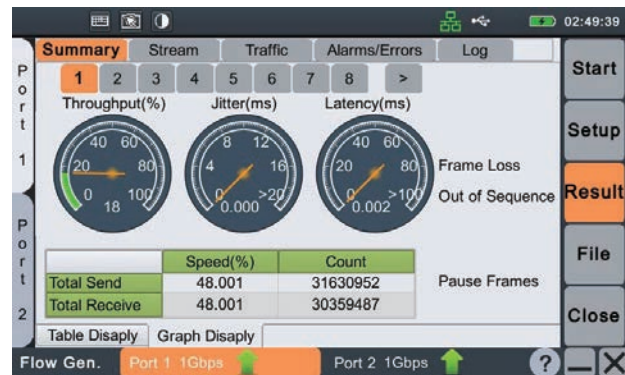 02:49:39
Summary Stream Traffic Alarms/Errors Log
1 2 3 4 5 6 7 8 >
Throughput(%) Jitter(ms) Latency(ms)
0 20 40 60 80 100
18
0 4 8 12 16 >20
0.000
0 20 40 60 80 >100
0.002
Frame Loss
Out of Sequence
Pause Frames
Speed(%) Count
Total Send 48.001 31630952
Total Receive 48.001 30359487
Table Disaply Graph Disaply
Port 1
Port 2
Start
Setup
Result
File
Close
Flow Gen. Port 1 1Gbps Port 2 1Gbps ?